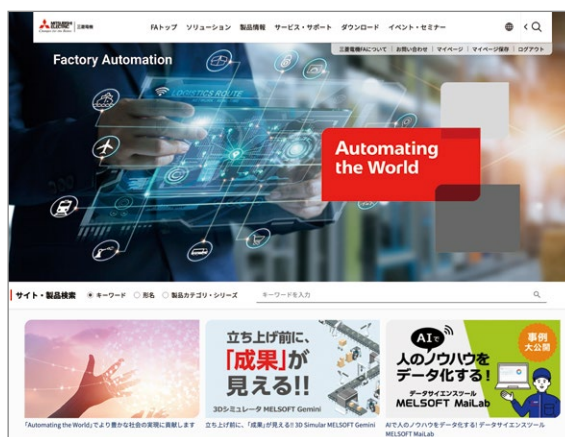 MITSUBISHI ELECTRIC
Changes for the Better
三菱電機
FAトップ ソリューション 製品情報 サービス・サポート ダウンロード イベント・セミナー
三菱電機FAについて お問い合わせ マイページ マイページ保存 ログアウト
Factory Automation
LOGISTICS ROUTE
Automating
the World
サイト・製品検索 キーワード 形名 製品カテゴリ・シリーズ キーワードを入力
立ち上げ前に、
「成果」が
見える!!
3Dシミュレータ MELSOFT Gemini
AIで
人のノウハウを
データ化する!
データサイエンスツール
MELSOFT MaiLab
事例
大公開
「Automating the World」でより豊かな社会の実現に貢献します
立ち上げ前に、「成果」が見える!! 3D Simular MELSOFT Gemini
AIで人のノウハウをデータ化する! データサイエンスツール
MELSOFT MaiLab